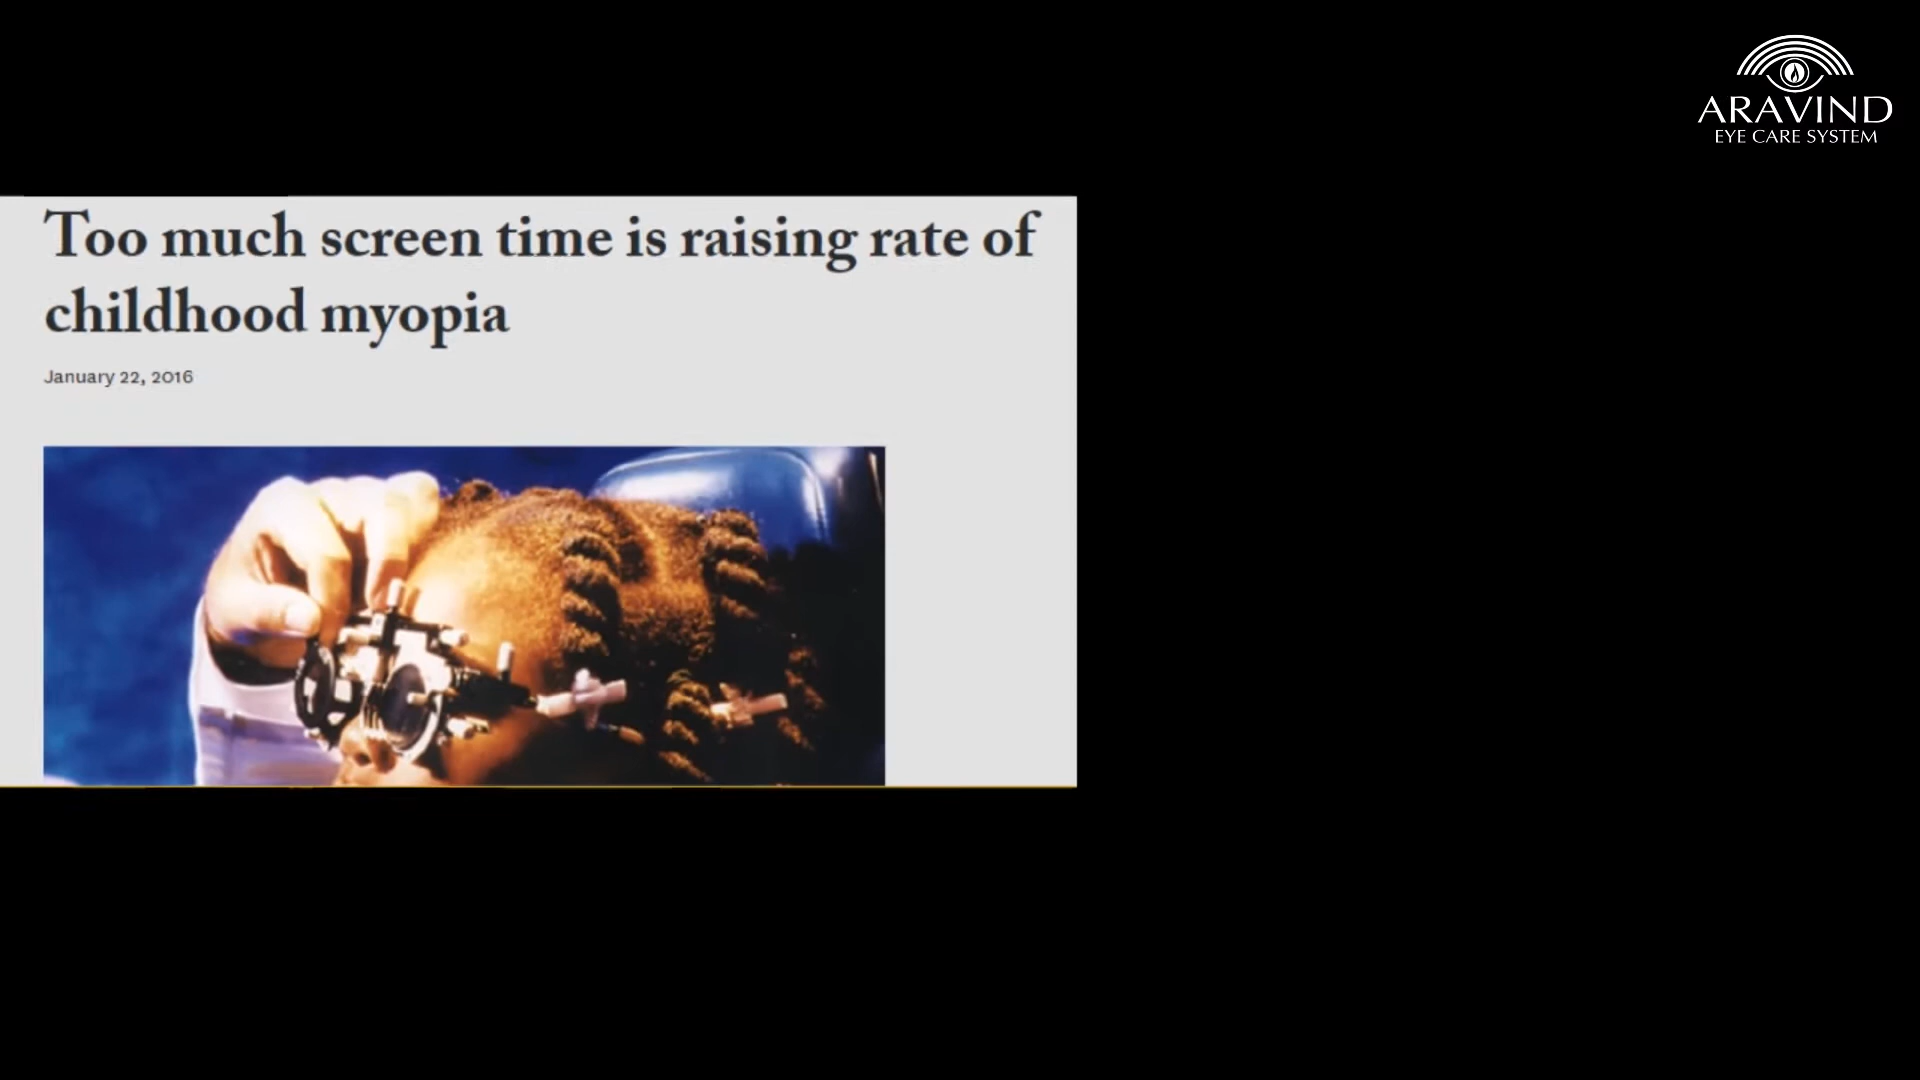 ARAVIND
EYE CARE SYSTEM
Too much screen time is raising rate of
childhood myopia
January 22, 2016